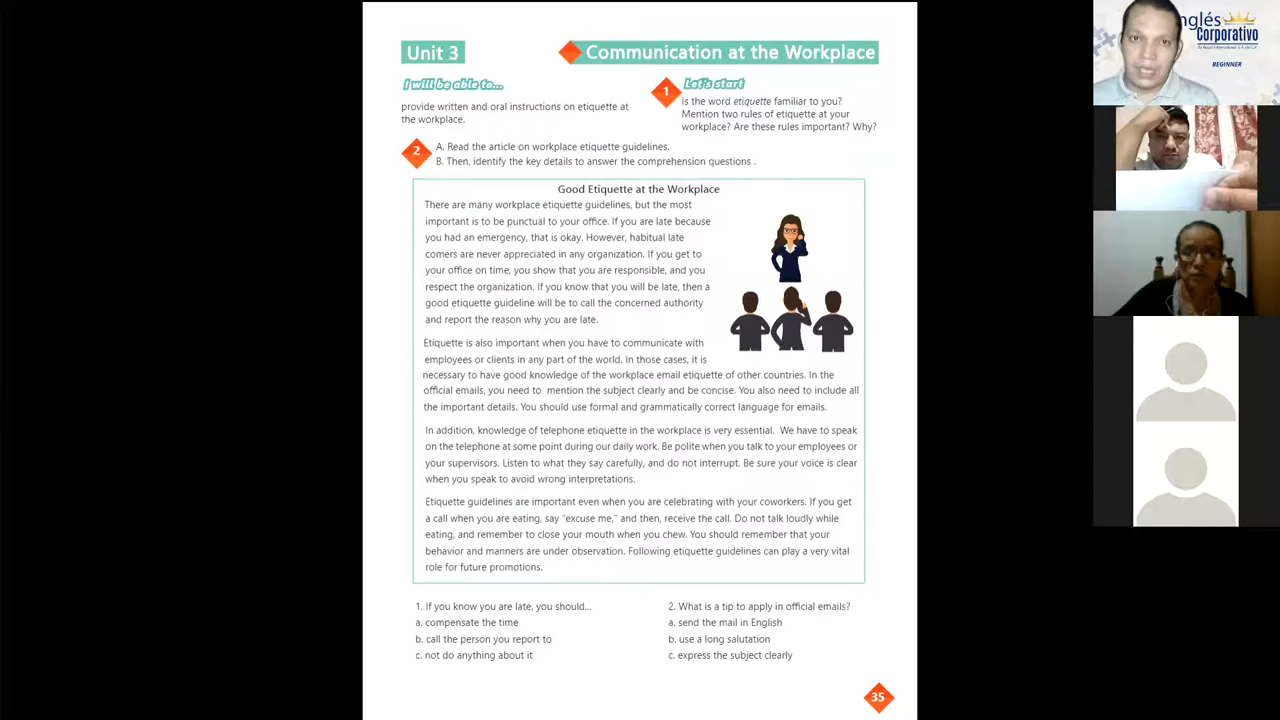 Unit 3
Communication at the Workplace
I will be able to...
provide written and oral instructions on etiquette at
the workplace.
1
Let's start
Is the word etiquette familiar to you?
Mention two rules of etiquette at your
workplace? Are these rules important? Why?
2
A. Read the article on workplace etiquette guidelines.
B. Then, identify the key details to answer the comprehension questions .
Good Etiquette at the Workplace
There are many workplace etiquette guidelines, but the most
important is to be punctual to your office. If you are late because
you had an emergency, that is okay. However, habitual late
comers are never appreciated in any organization. If you get to
your office on time, you show that you are responsible, and you
respect the organization. If you know that you will be late, then a
good etiquette guideline will be to call the concerned authority
and report the reason why you are late.
Etiquette is also important when you have to communicate with
employees or clients in any part of the world. In those cases, it is
necessary to have good knowledge of the workplace email etiquette of other countries. In the
official emails, you need to mention the subject clearly and be concise. You also need to include all
the important details. You should use formal and grammatically correct language for emails.
In addition, knowledge of telephone etiquette in the workplace is very essential. We have to speak
on the telephone at some point during our daily work. Be polite when you talk to your employees or
your supervisors. Listen to what they say carefully, and do not interrupt. Be sure your voice is clear
when you speak to avoid wrong interpretations.
Etiquette guidelines are important even when you are celebrating with your coworkers. If you get
a call when you are eating, say "excuse me," and then, receive the call. Do not talk loudly while
eating, and remember to close your mouth when you chew. You should remember that your
behavior and manners are under observation. Following etiquette guidelines can play a very vital
role for future promotions.
1. If you know you are late, you should...
a. compensate the time
b. call the person you report to
c. not do anything about it
2. What is a tip to apply in official emails?
a. send the mail in English
b. use a long salutation
c. express the subject clearly
35
nglés
Corporativo
BEGINNER